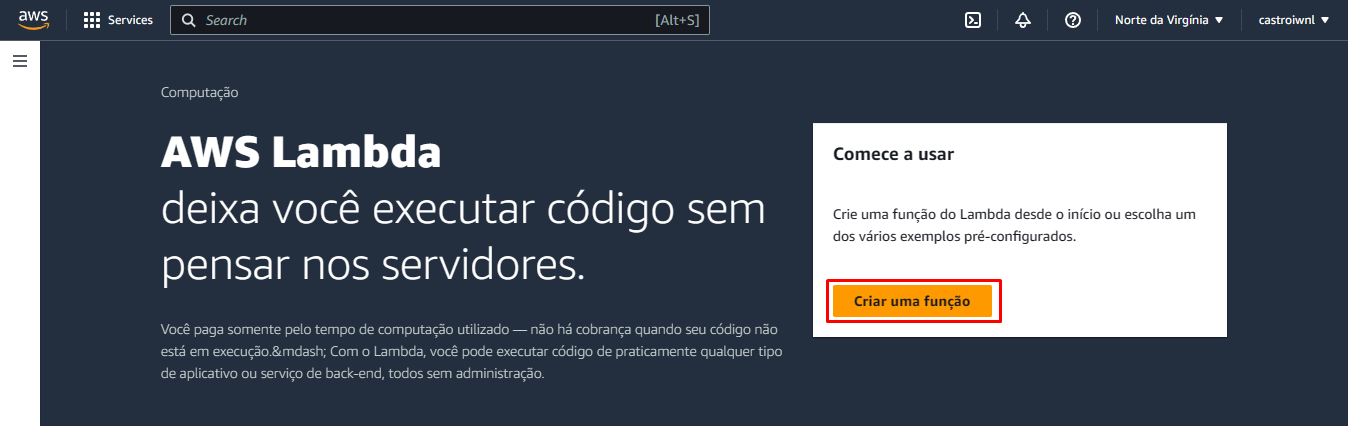 aws
Services
Search
[Alt+S]
Norte da Virgínia
castroiwnl
Computação
AWS Lambda
deixa você executar código sem
pensar nos servidores.
Você paga somente pelo tempo de computação utilizado — não há cobrança quando seu código não
está em execução.&mdash; Com o Lambda, você pode executar código de praticamente qualquer tipo
de aplicativo ou serviço de back-end, todos sem administração.
Comece a usar
Crie uma função do Lambda desde o início ou escolha um
dos vários exemplos pré-configurados.
Criar uma função